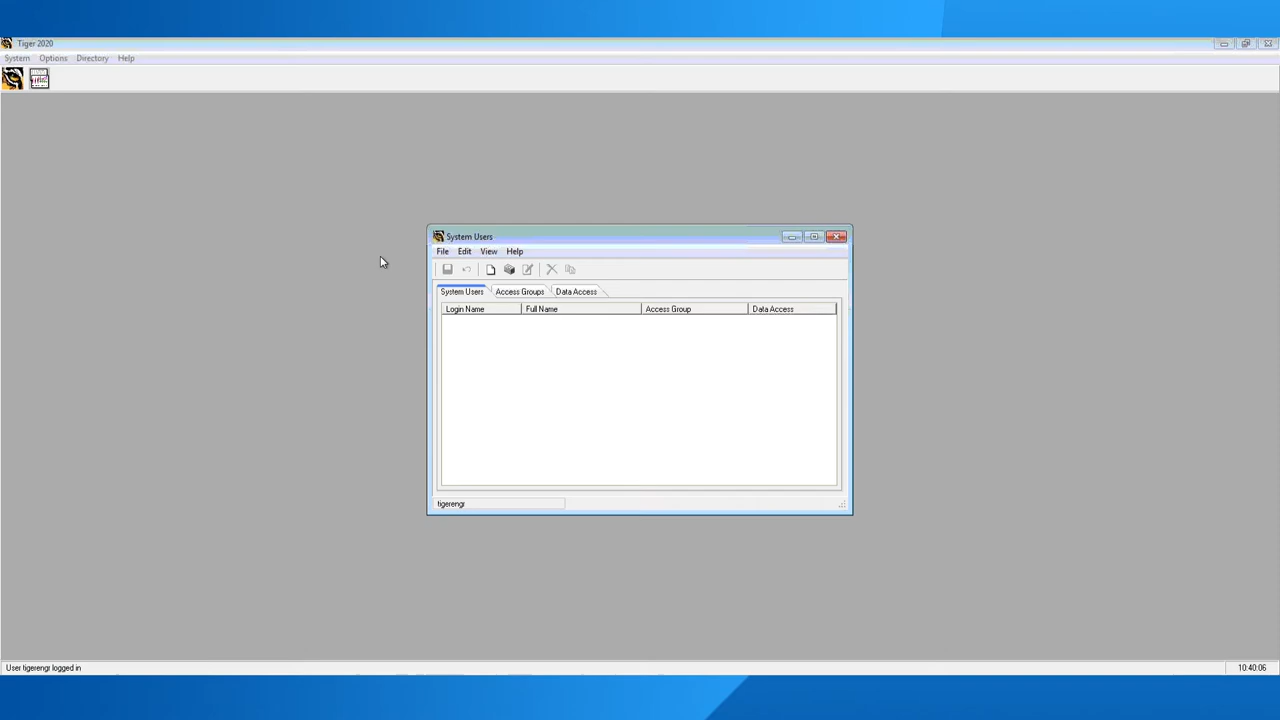 Tiger 2020
System Options Directory Help
System Users
File Edit View Help
System Users Access Groups Data Access
Login Name Full Name Access Group Data Access
tigerengr
User tigerengr logged in 10:40:06